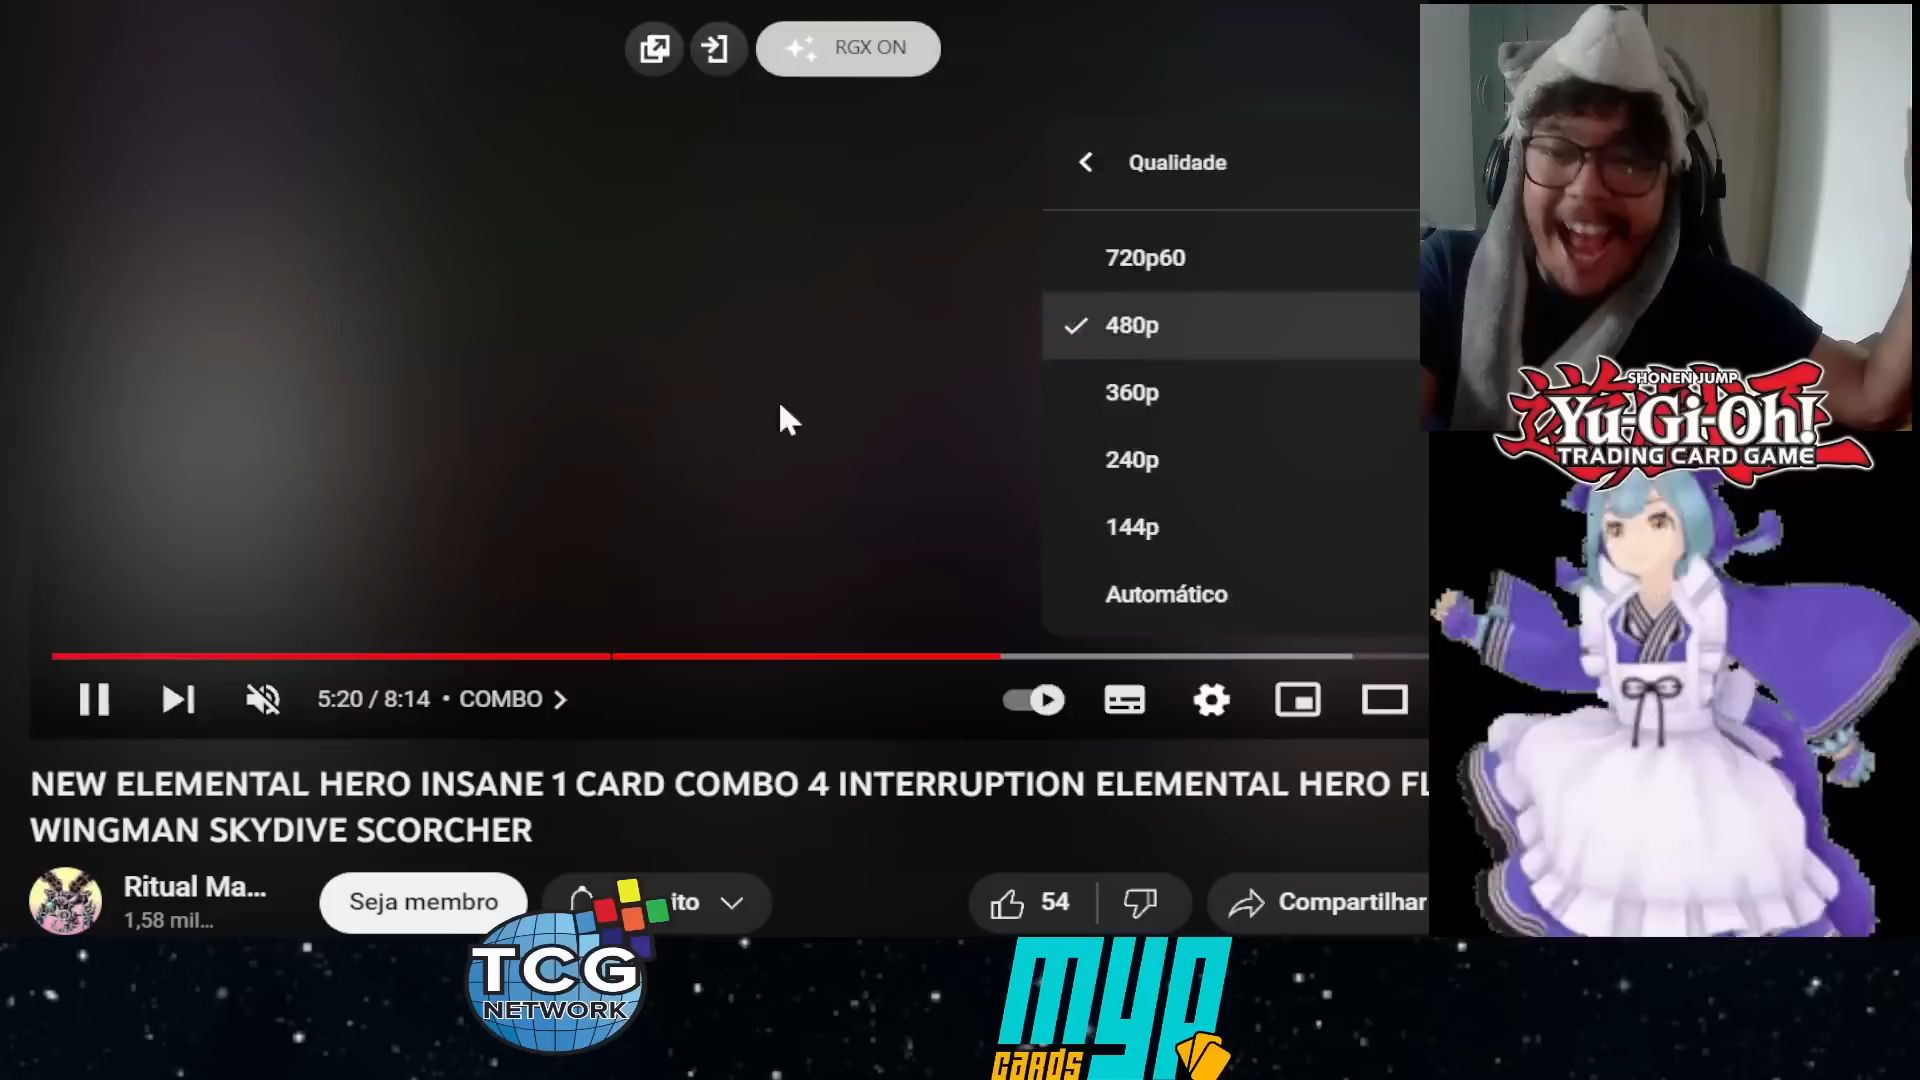 RGX ON
Qualidade
720p60
480p
360p
240p
144p
Automático
5:20 / 8:14 • COMBO
NEW ELEMENTAL HERO INSANE 1 CARD COMBO 4 INTERRUPTION ELEMENTAL HERO FL
WINGMAN SKYDIVE SCORCHER
Ritual Ma...
1,58 mil...
Seja membro
ito
54
Compartilhar
SHONEN JUMP
Yu-Gi-Oh!
TRADING CARD GAME
TCG
NETWORK
myp
CARDS